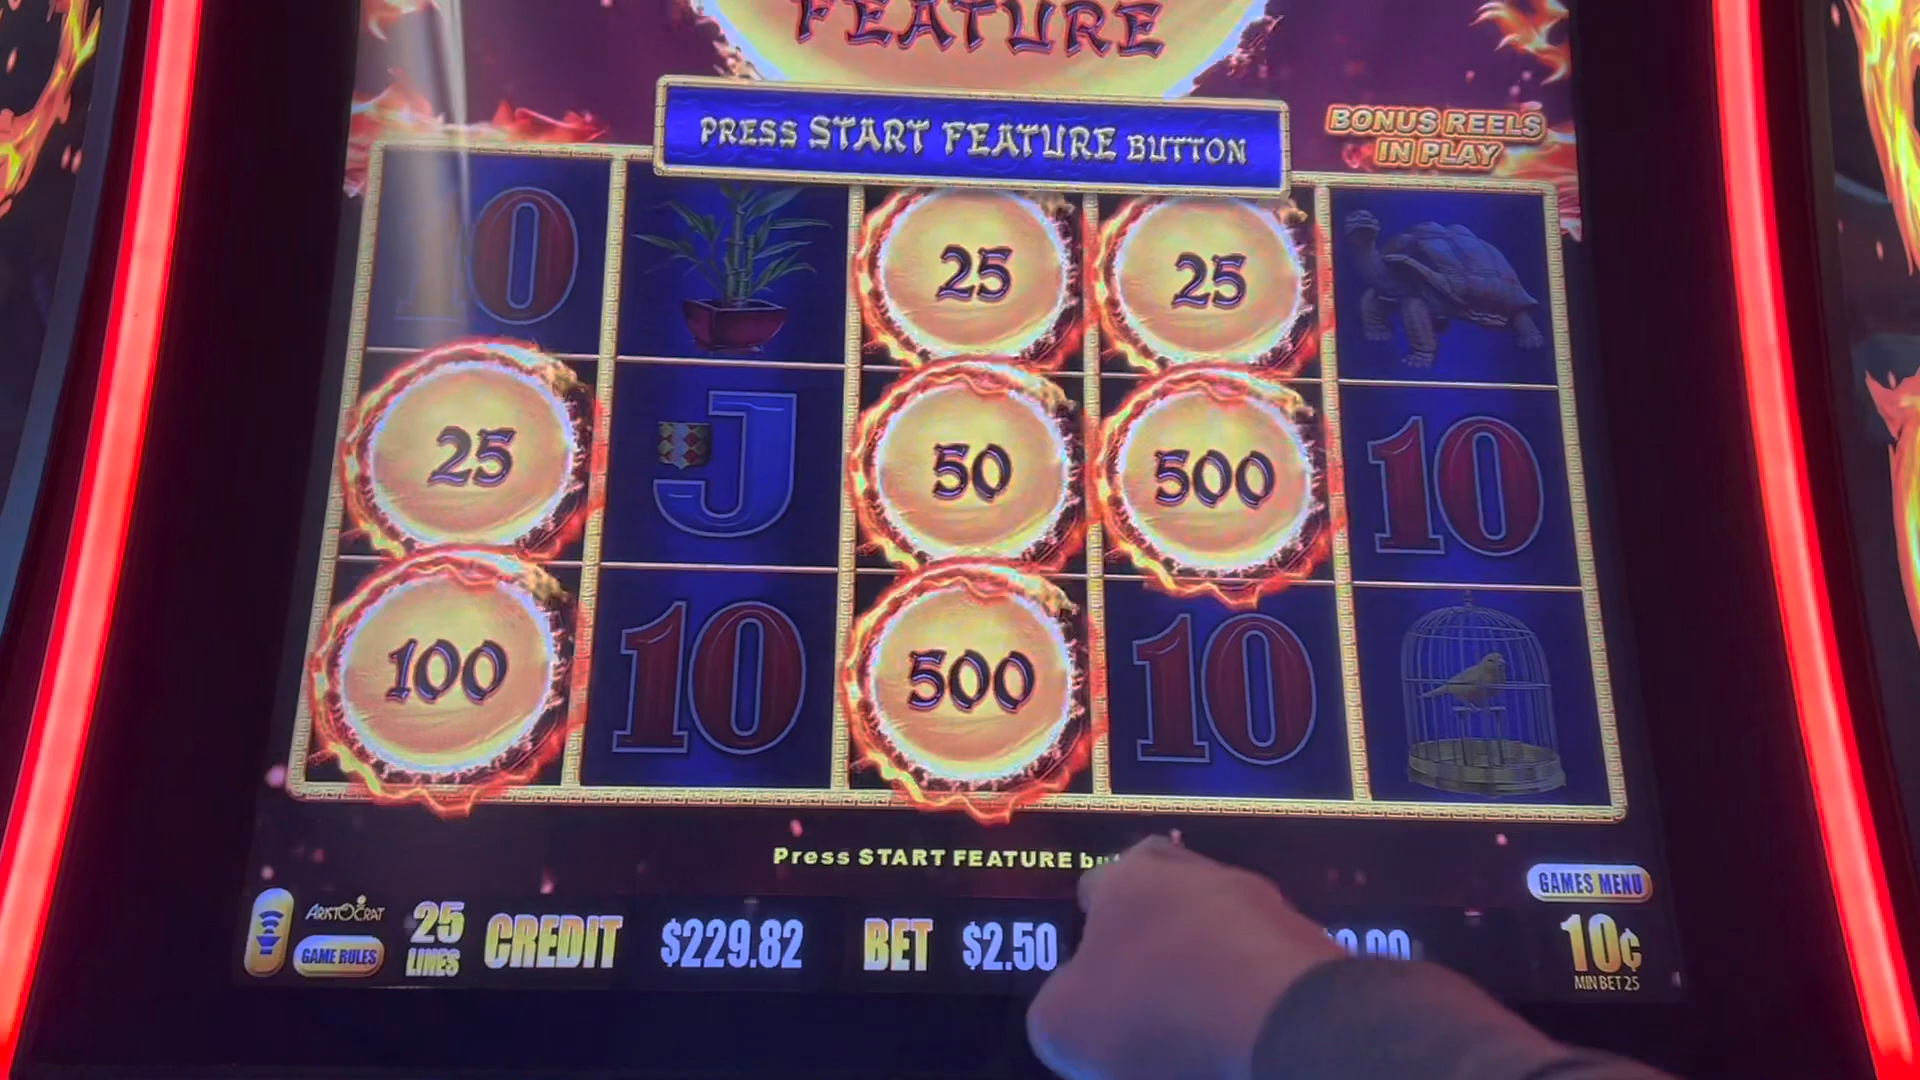 FEATURE
PRESS START FEATURE BUTTON
BONUS REELS
IN PLAY
10
25
25
25
J
50
500
10
100
10
500
10
Press START FEATURE
GAMES MENU
ARISTOCRAT
GAME RULES
25
LINES
CREDIT $229.82
BET $2.50
10¢
MIN BET 25